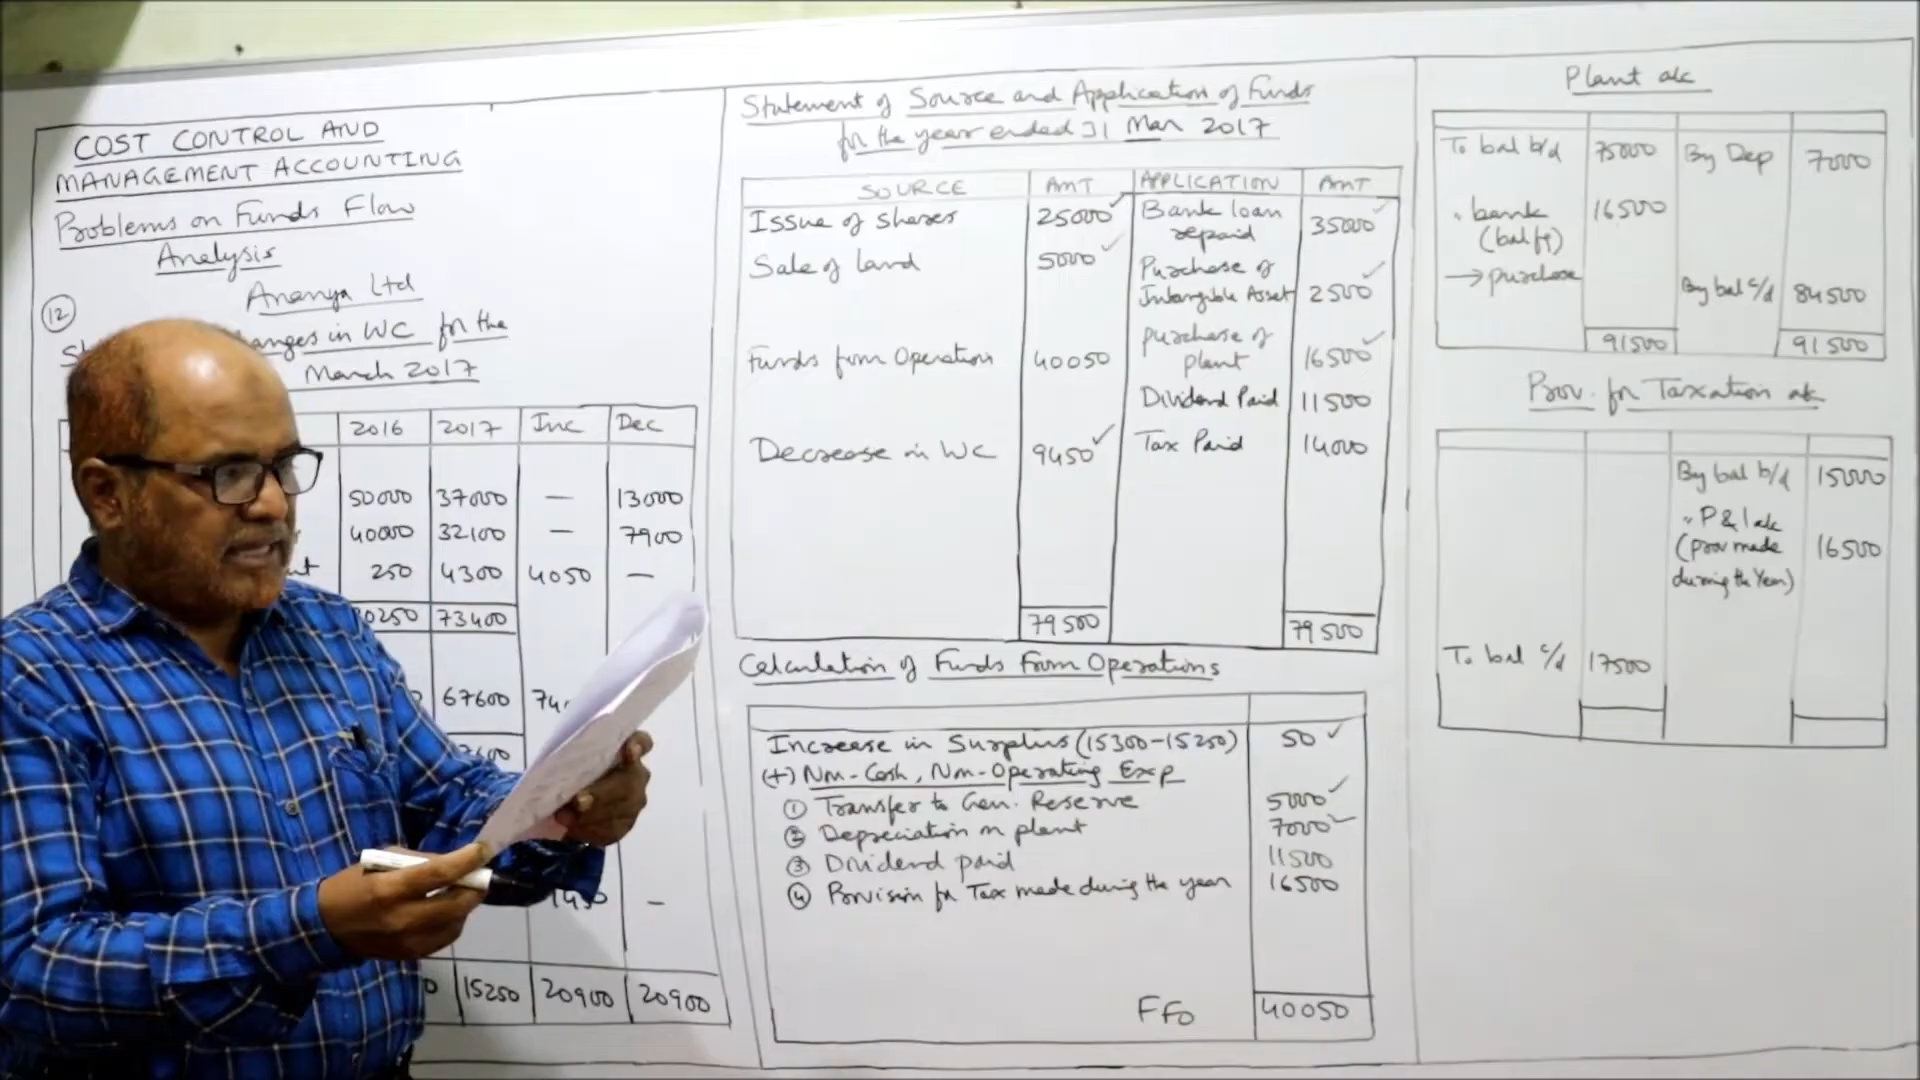 COST CONTROL AND
MANAGEMENT ACCOUNTING
Problems on Funds Flow
Analysis
Ananya Ltd
12
anges in WC for the
March 2017
2016 2017 Inc Dec
50000 37000 — 13000
40000 32100 — 7900
250 4300 4050 —
0250 73400
67600
15250 20900 20900
Statement of Source and Application of Funds
for the year ended 31 Mar 2017
SOURCE AMT APPLICATION AMT
Issue of shares 25000 ✓ Bank loan
repaid 35000 ✓
Sale of land 5000 ✓ Purchase of
Intangible Asset 2500 ✓
Funds from Operation 40050 purchase of
plant 16500 ✓
Dividend Paid 11500
Decrease in WC 9450 ✓ Tax Paid 14000
79500 79500
Calculation of Funds From Operations
Increase in Surplus (15300-15250) 50 ✓
(+) Non-Cash, Non-Operating Exp
① Transfer to Gen. Reserve 5000 ✓
② Depreciation on plant 7000 ✓
③ Dividend paid 11500
④ Provision for Tax made during the year 16500
FFO 40050
Plant a/c
To bal b/d 75000 By Dep 7000
" bank 16500
(bal ft)
→ purchase
By bal c/d 84500
91500 91500
Prov. for Taxation a/c
By bal b/d 15000
" P & L a/c
(prov made 16500
during the Year)
To bal c/d 17500